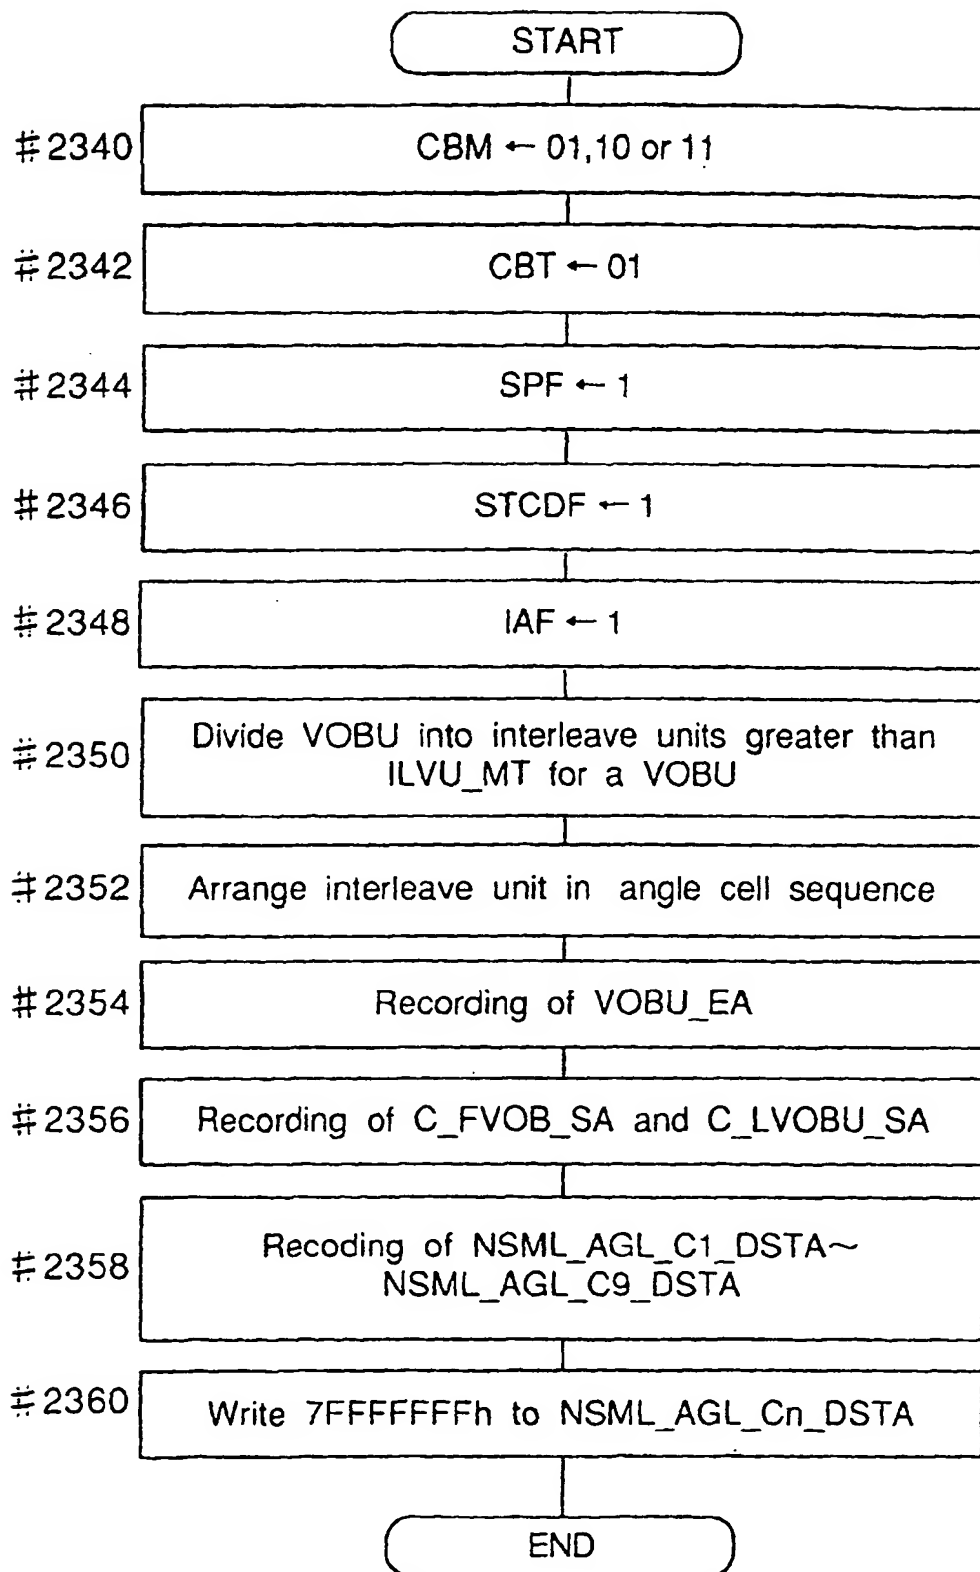 START
#2340 CBM ← 01,10 or 11
#2342 CBT ← 01
#2344 SPF ← 1
#2346 STCDF ← 1
#2348 IAF ← 1
#2350 Divide VOBU into interleave units greater than
ILVU_MT for a VOBU
#2352 Arrange interleave unit in angle cell sequence
#2354 Recording of VOBU_EA
#2356 Recording of C_FVOB_SA and C_LVOBU_SA
#2358 Recoding of NSML_AGL_C1_DSTA~
NSML_AGL_C9_DSTA
#2360 Write 7FFFFFFFh to NSML_AGL_Cn_DSTA
END